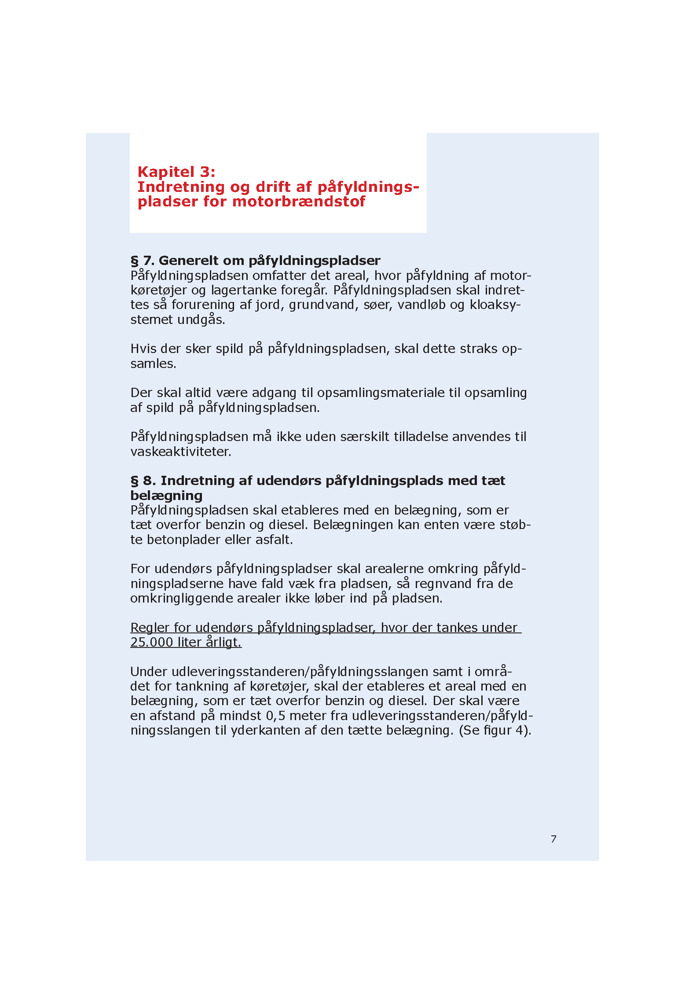 Kapitel 3:
Indretning og drift af påfyldnings-
pladser for motorbrændstof
§ 7. Generelt om påfyldningspladser
Påfyldningspladsen omfatter det areal, hvor påfyldning af motor-
køretøjer og lagertanke foregår. Påfyldningspladsen skal indret-
tes så forurening af jord, grundvand, søer, vandløb og kloaksy-
stemet undgås.
Hvis der sker spild på påfyldningspladsen, skal dette straks op-
samles.
Der skal altid være adgang til opsamlingsmateriale til opsamling
af spild på påfyldningspladsen.
Påfyldningspladsen må ikke uden særskilt tilladelse anvendes til
vaskeaktiviteter.
§ 8. Indretning af udendørs påfyldningsplads med tæt
belægning
Påfyldningspladsen skal etableres med en belægning, som er
tæt overfor benzin og diesel. Belægningen kan enten være støb-
te betonplader eller asfalt.
For udendørs påfyldningspladser skal arealerne omkring påfyld-
ningspladserne have fald væk fra pladsen, så regnvand fra de
omkringliggende arealer ikke løber ind på pladsen.
Regler for udendørs påfyldningspladser, hvor der tankes under
25.000 liter årligt.
Under udleveringsstanderen/påfyldningsslangen samt i områ-
det for tankning af køretøjer, skal der etableres et areal med en
belægning, som er tæt overfor benzin og diesel. Der skal være
en afstand på mindst 0,5 meter fra udleveringsstanderen/påfyld-
ningsslangen til yderkanten af den tætte belægning. (Se figur 4).
7